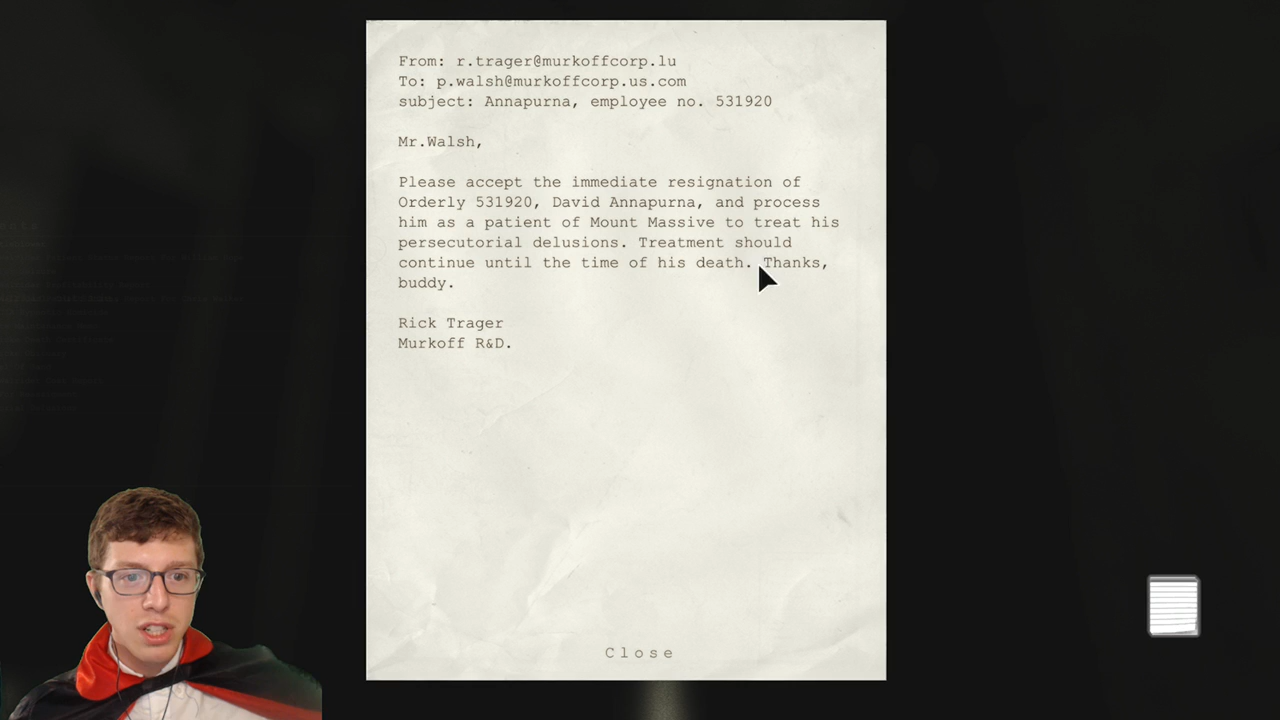 From: r.trager@murkoffcorp.lu
To: p.walsh@murkoffcorp.us.com
subject: Annapurna, employee no. 531920
Mr.Walsh,
Please accept the immediate resignation of
Orderly 531920, David Annapurna, and process
him as a patient of Mount Massive to treat his
persecutorial delusions. Treatment should
continue until the time of his death. Thanks,
buddy.
Rick Trager
Murkoff R&D.
Close